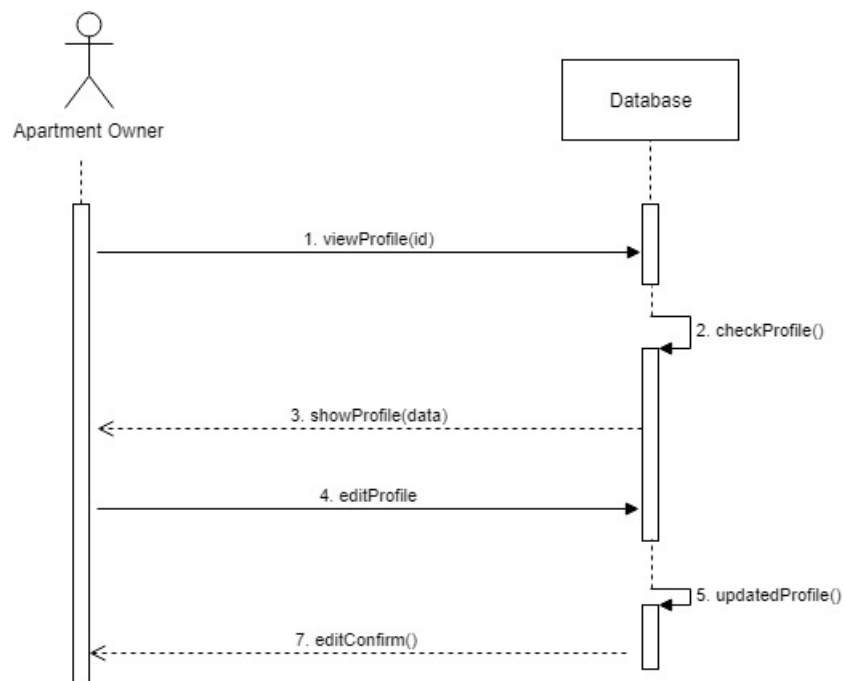 Apartment Owner
Database
1. viewProfile(id)
2. checkProfile()
3. showProfile(data)
4. editProfile
5. updatedProfile()
7. editConfirm()